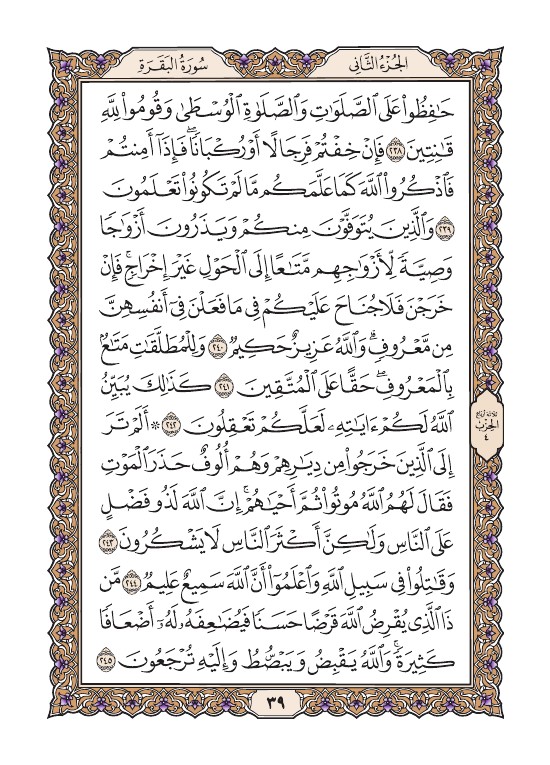 الجُزْءُ الثَّانِي
سُورَةُ البَقَرَةِ
حَٰفِظُوا۟ عَلَى ٱلصَّلَوَٰتِ وَٱلصَّلَوٰةِ ٱلْوُسْطَىٰ وَقُومُوا۟ لِلَّهِ
قَٰنِتِينَ ٢٣٨ فَإِنْ خِفْتُمْ فَرِجَالًا أَوْ رُكْبَانًا ۖ فَإِذَآ أَمِنتُمْ
فَٱذْكُرُوا۟ ٱللَّهَ كَمَا عَلَّمَكُم مَّا لَمْ تَكُونُوا۟ تَعْلَمُونَ
٢٣٩ وَٱلَّذِينَ يُتَوَفَّوْنَ مِنكُمْ وَيَذَرُونَ أَزْوَٰجًا
وَصِيَّةً لِّأَزْوَٰجِهِم مَّتَٰعًا إِلَى ٱلْحَوْلِ غَيْرَ إِخْرَاجٍ ۚ فَإِنْ
خَرَجْنَ فَلَا جُنَاحَ عَلَيْكُمْ فِى مَا فَعَلْنَ فِىٓ أَنفُسِهِنَّ
مِن مَّعْرُوفٍ ۗ وَٱللَّهُ عَزِيزٌ حَكِيمٌ ٢٤٠ وَلِلْمُطَلَّقَٰتِ مَتَٰعٌۢ
بِٱلْمَعْرُوفِ ۖ حَقًّا عَلَى ٱلْمُتَّقِينَ ٢٤١ كَذَٰلِكَ يُبَيِّنُ
ٱللَّهُ لَكُمْ ءَايَٰتِهِۦ لَعَلَّكُمْ تَعْقِلُونَ ٢٤٢ ۞ أَلَمْ تَرَ
إِلَى ٱلَّذِينَ خَرَجُوا۟ مِن دِيَٰرِهِمْ وَهُمْ أُلُوفٌ حَذَرَ ٱلْمَوْتِ
فَقَالَ لَهُمُ ٱللَّهُ مُوتُوا۟ ثُمَّ أَحْيَٰهُمْ ۚ إِنَّ ٱللَّهَ لَذُو فَضْلٍ
عَلَى ٱلنَّاسِ وَلَٰكِنَّ أَكْثَرَ ٱلنَّاسِ لَا يَشْكُرُونَ ٢٤٣
وَقَٰتِلُوا۟ فِى سَبِيلِ ٱللَّهِ وَٱعْلَمُوٓا۟ أَنَّ ٱللَّهَ سَمِيعٌ عَلِيمٌ ٢٤٤ مَّن
ذَا ٱلَّذِى يُقْرِضُ ٱللَّهَ قَرْضًا حَسَنًا فَيُضَٰعِفَهُۥ لَهُۥٓ أَضْعَافًا
كَثِيرَةً ۚ وَٱللَّهُ يَقْبِضُ وَيَبْصُۜطُ وَإِلَيْهِ تُرْجَعُونَ ٢٤٥
ثلاثة أرباع
الحزب
٤
٣٩